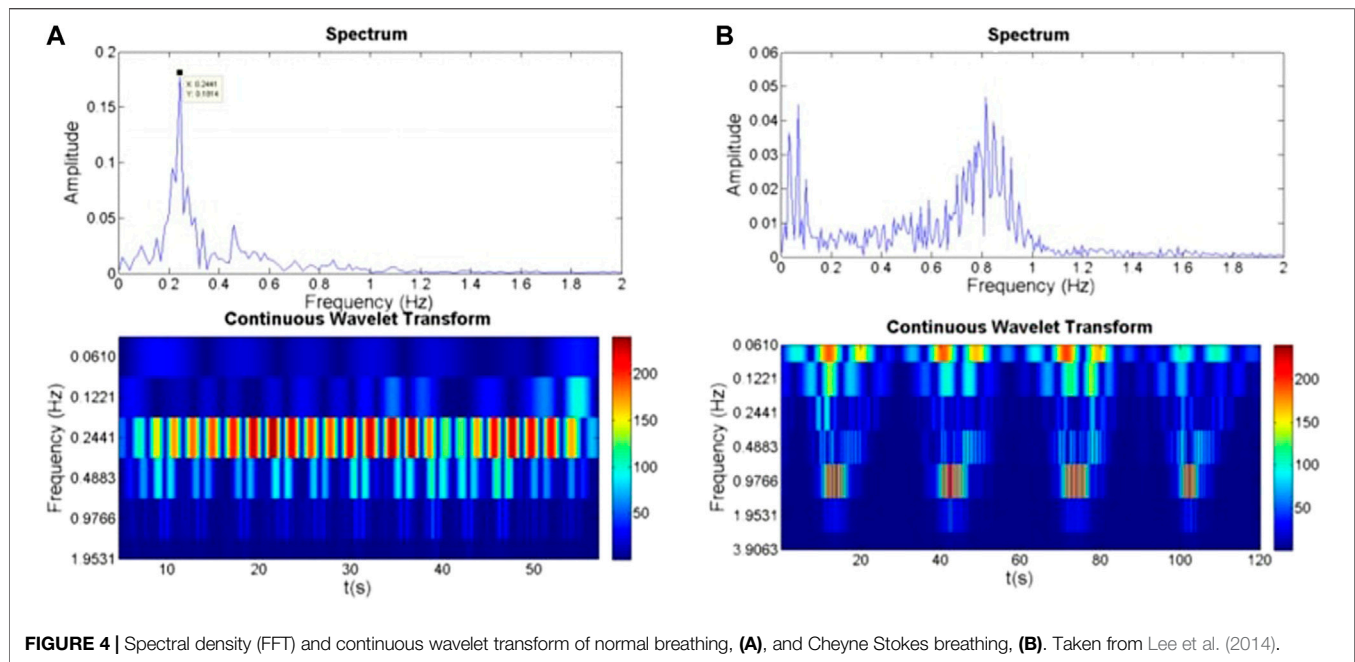 A
Spectrum
0.2
0.15
0.1
0.05
0
Amplitude
X: 0.2441
Y: 0.1814
0 0.2 0.4 0.6 0.8 1 1.2 1.4 1.6 1.8 2
Frequency (Hz)
Continuous Wavelet Transform
0 0610
0.1221
0.2441
0.4883
0.9766
1 9531
Frequency (Hz)
10 20 30 40 50
t(s)
200
150
100
50
B
Spectrum
0 06
0.05
0.04
0.03
0 02
0.01
0
Amplitude
0 0.2 0.4 0.6 0.8 1 1.2 1.4 1.6 1.8 2
Frequency (Hz)
Continuous Wavelet Transform
0 0610
0.1221
0.2441
0.4883
0.9766
1 9531
3.9063
Frequency (Hz)
20 40 60 80 100 120
t(s)
200
150
100
50
FIGURE 4 | Spectral density (FFT) and continuous wavelet transform of normal breathing, (A), and Cheyne Stokes breathing, (B). Taken from Lee et al. (2014).